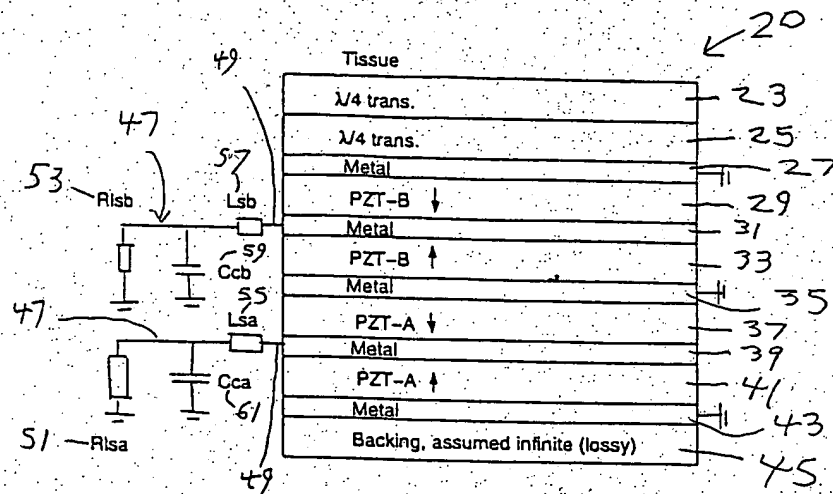 20
Tissue
49
λ/4 trans.
23
47
λ/4 trans.
25
57
Metal
27
53
Rlsb
Lsb
PZT-B ↓
29
Metal
31
59
Ccb
PZT-B ↑
33
55
Metal
35
47
Lsa
PZT-A ↓
37
Metal
39
Cca
PZT-A ↑
41
61
Metal
43
51
Rlsa
Backing, assumed infinite (lossy)
49
45